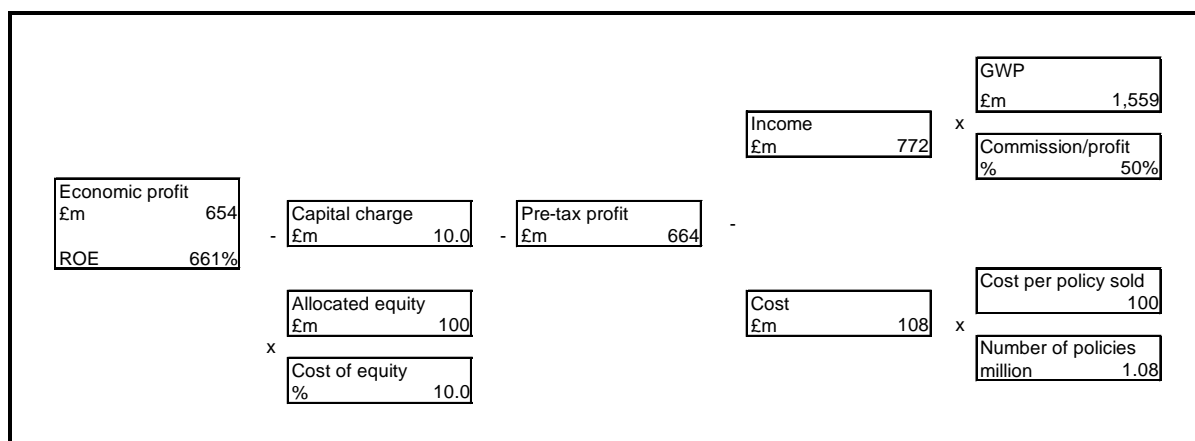 GWP
£m 1,559
Income
£m 772
x
Commission/profit
% 50%
Economic profit
£m 654
ROE 661%
-
Capital charge
£m 10.0
-
Pre-tax profit
£m 664
-
Allocated equity
£m 100
x
Cost of equity
% 10.0
Cost
£m 108
x
Cost per policy sold
100
Number of policies
million 1.08